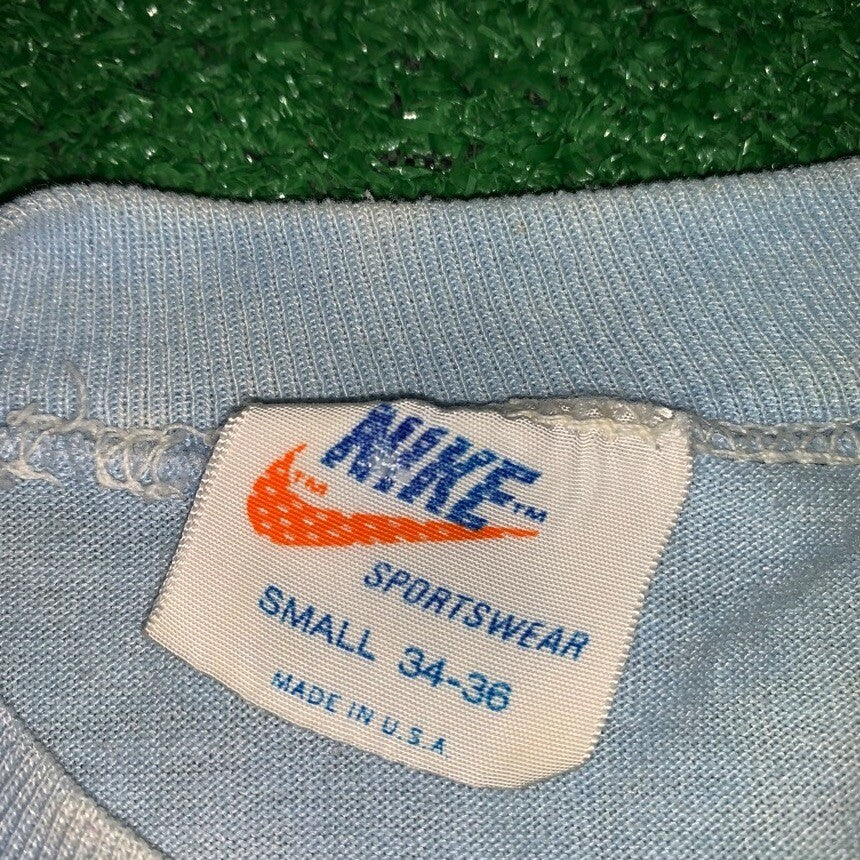 NIKE™
™
SPORTSWEAR
SMALL 34-36
MADE IN U.S.A